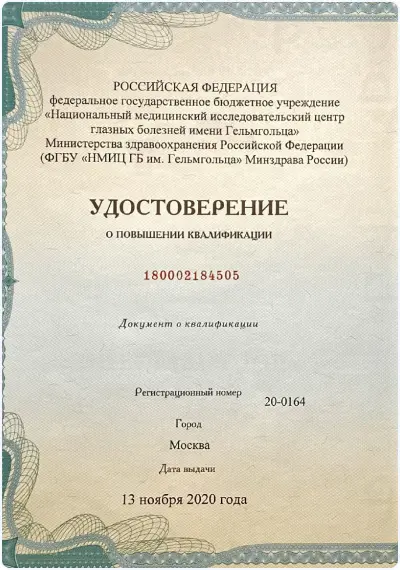 РОССИЙСКАЯ ФЕДЕРАЦИЯ
федеральное государственное бюджетное учреждение
«Национальный медицинский исследовательский центр
глазных болезней имени Гельмгольца»
Министерства здравоохранения Российской Федерации
(ФГБУ «НМИЦ ГБ им. Гельмгольца» Минздрава России)
УДОСТОВЕРЕНИЕ
О ПОВЫШЕНИИ КВАЛИФИКАЦИИ
180002184505
Документ о квалификации
Регистрационный номер
20-0164
Город
Москва
Дата выдачи
13 ноября 2020 года